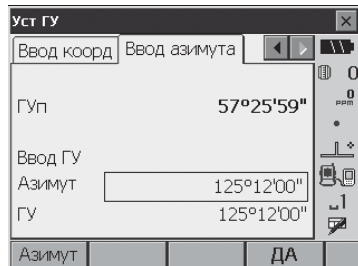 Уст ГУ
Ввод коорд Ввод азимута
0
0
ppm
ГУп 57°25'59"
Ввод ГУ
Азимут 125°12'00"
ГУ 125°12'00"
1
Азимут ДА